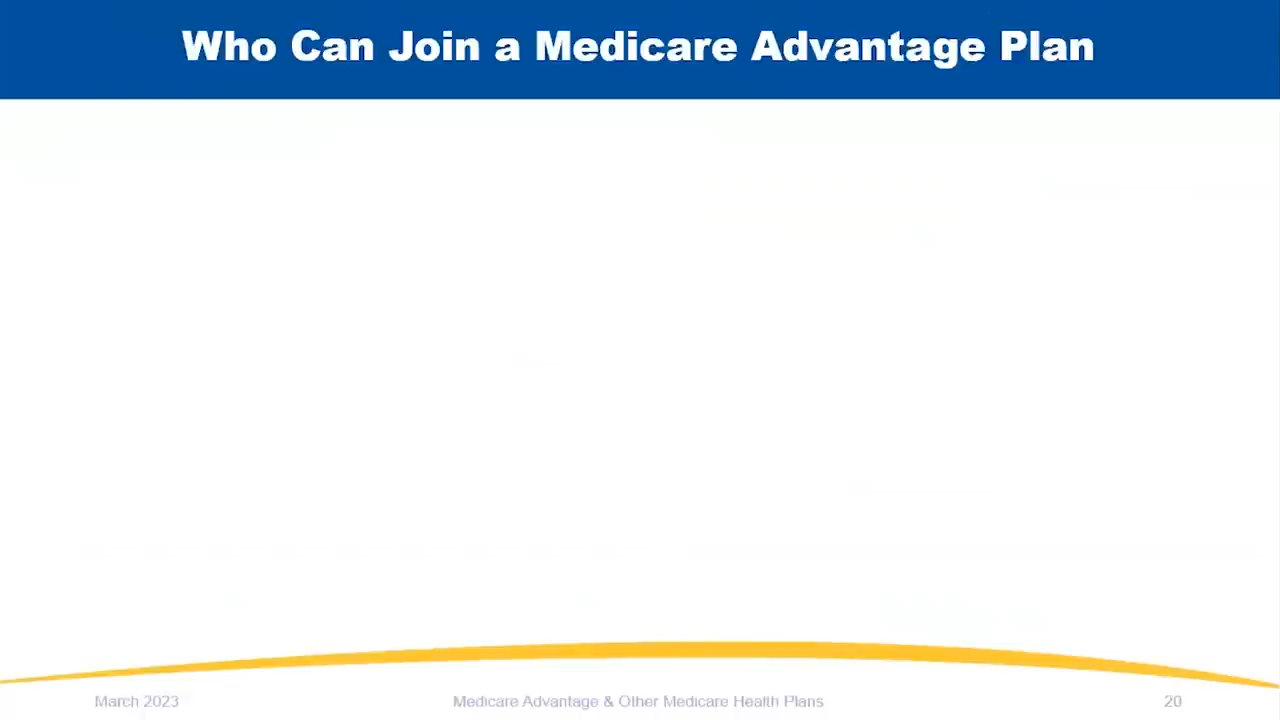 Who Can Join a Medicare Advantage Plan
March 2023
Medicare Advantage & Other Medicare Health Plans
20